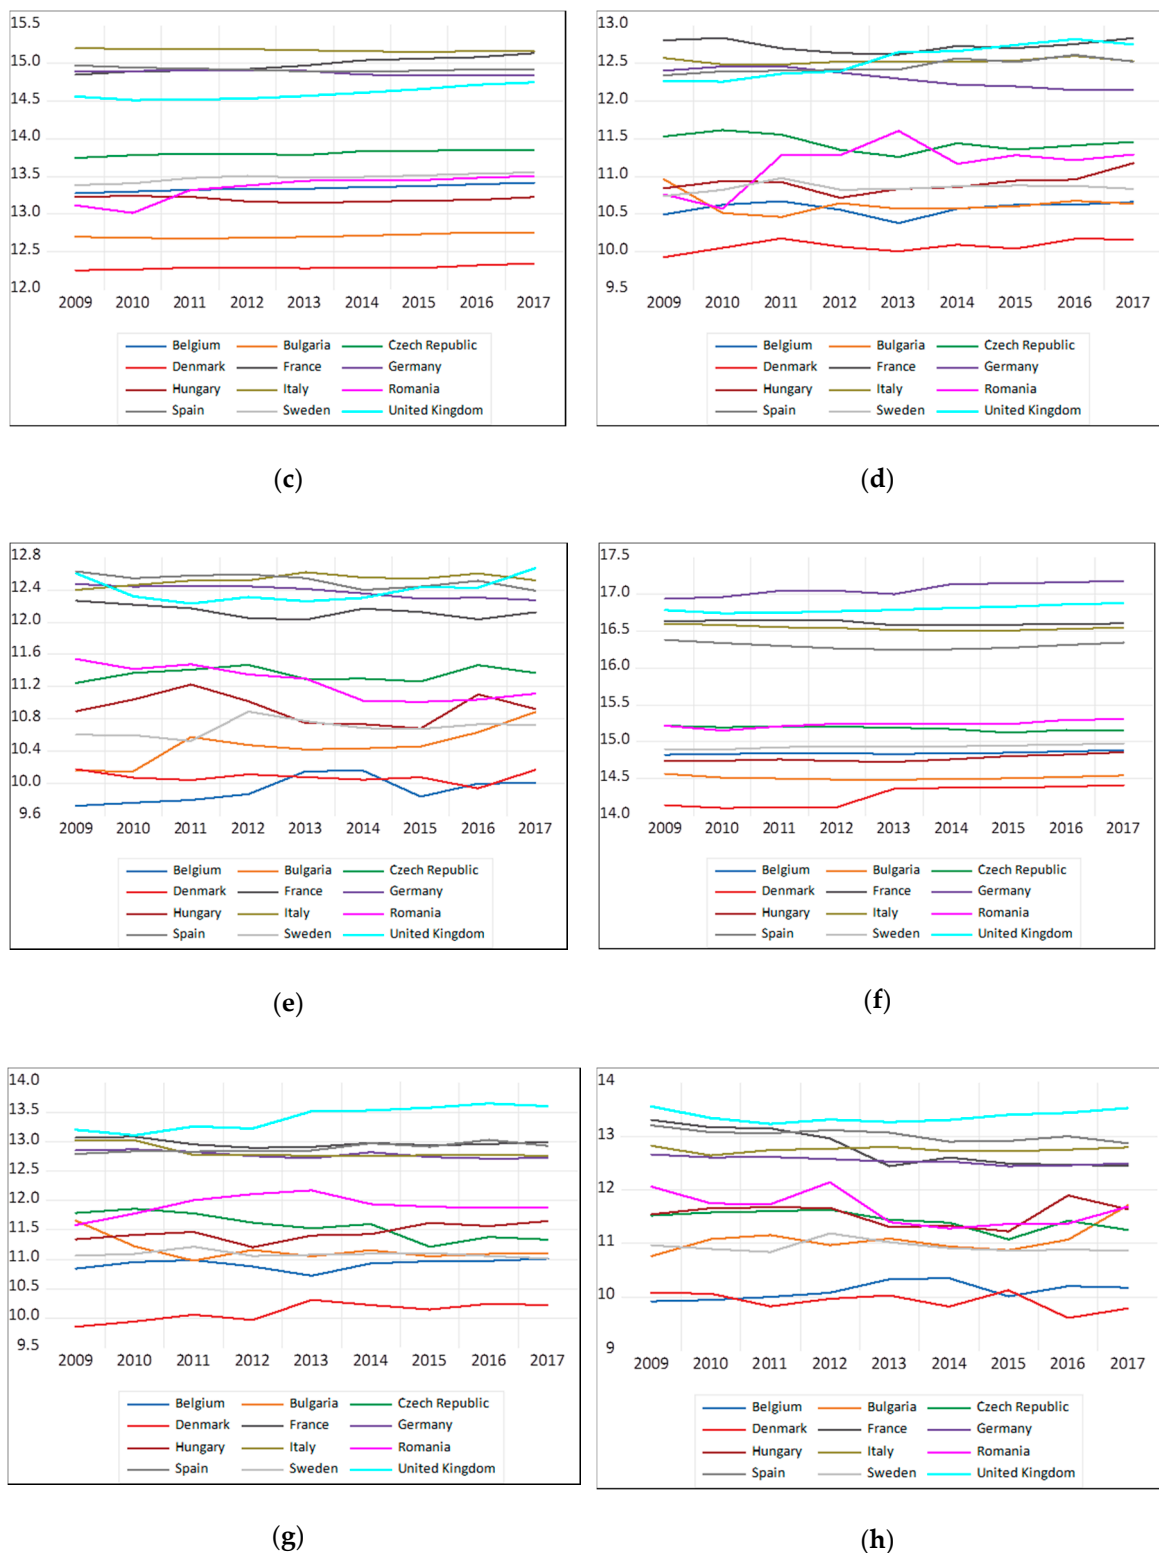 15.5
15.0
14.5
14.0
13.5
13.0
12.5
12.0
2009 2010 2011 2012 2013 2014 2015 2016 2017
Belgium Bulgaria Czech Republic
Denmark France Germany
Hungary Italy Romania
Spain Sweden United Kingdom
(c)
13.0
12.5
12.0
11.5
11.0
10.5
10.0
9.5
2009 2010 2011 2012 2013 2014 2015 2016 2017
Belgium Bulgaria Czech Republic
Denmark France Germany
Hungary Italy Romania
Spain Sweden United Kingdom
(d)
12.8
12.4
12.0
11.6
11.2
10.8
10.4
10.0
9.6
2009 2010 2011 2012 2013 2014 2015 2016 2017
Belgium Bulgaria Czech Republic
Denmark France Germany
Hungary Italy Romania
Spain Sweden United Kingdom
(e)
17.5
17.0
16.5
16.0
15.5
15.0
14.5
14.0
2009 2010 2011 2012 2013 2014 2015 2016 2017
Belgium Bulgaria Czech Republic
Denmark France Germany
Hungary Italy Romania
Spain Sweden United Kingdom
(f)
14.0
13.5
13.0
12.5
12.0
11.5
11.0
10.5
10.0
9.5
2009 2010 2011 2012 2013 2014 2015 2016 2017
Belgium Bulgaria Czech Republic
Denmark France Germany
Hungary Italy Romania
Spain Sweden United Kingdom
(g)
14
13
12
11
10
9
2009 2010 2011 2012 2013 2014 2015 2016 2017
Belgium Bulgaria Czech Republic
Denmark France Germany
Hungary Italy Romania
Spain Sweden United Kingdom
(h)